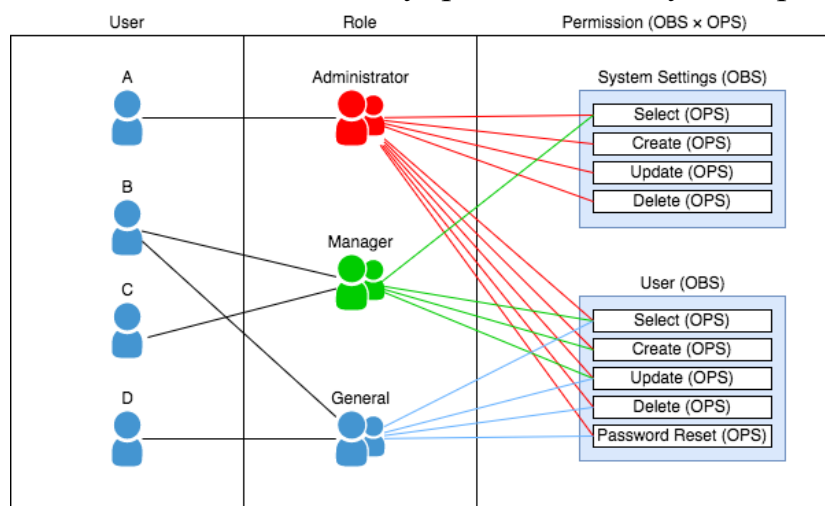 User
Role
Permission (OBS × OPS)
A
Administrator
System Settings (OBS)
Select (OPS)
Create (OPS)
Update (OPS)
Delete (OPS)
B
Manager
C
User (OBS)
Select (OPS)
Create (OPS)
Update (OPS)
Delete (OPS)
Password Reset (OPS)
D
General